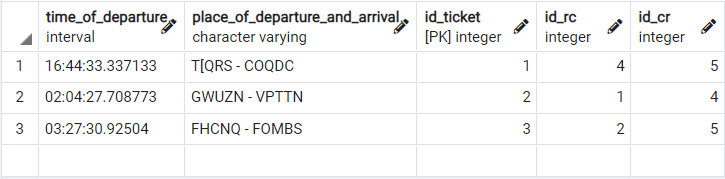 time_of_departure place_of_departure_and_arrival id_ticket id_rc id_cr
interval character varying [PK] integer integer integer
1 16:44:33.337133 T[QRS - COQDC 1 4 5
2 02:04:27.708773 GWUZN - VPTTN 2 1 4
3 03:27:30.92504 FHCNQ - FOMBS 3 2 5